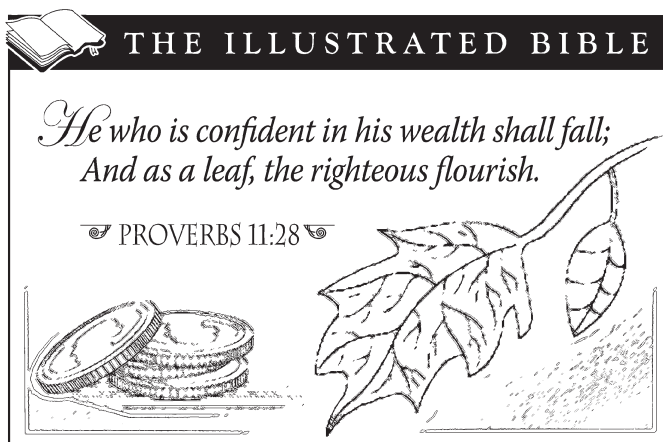 THE ILLUSTRATED BIBLE
He who is confident in his wealth shall fall;
And as a leaf, the righteous flourish.
PROVERBS 11:28